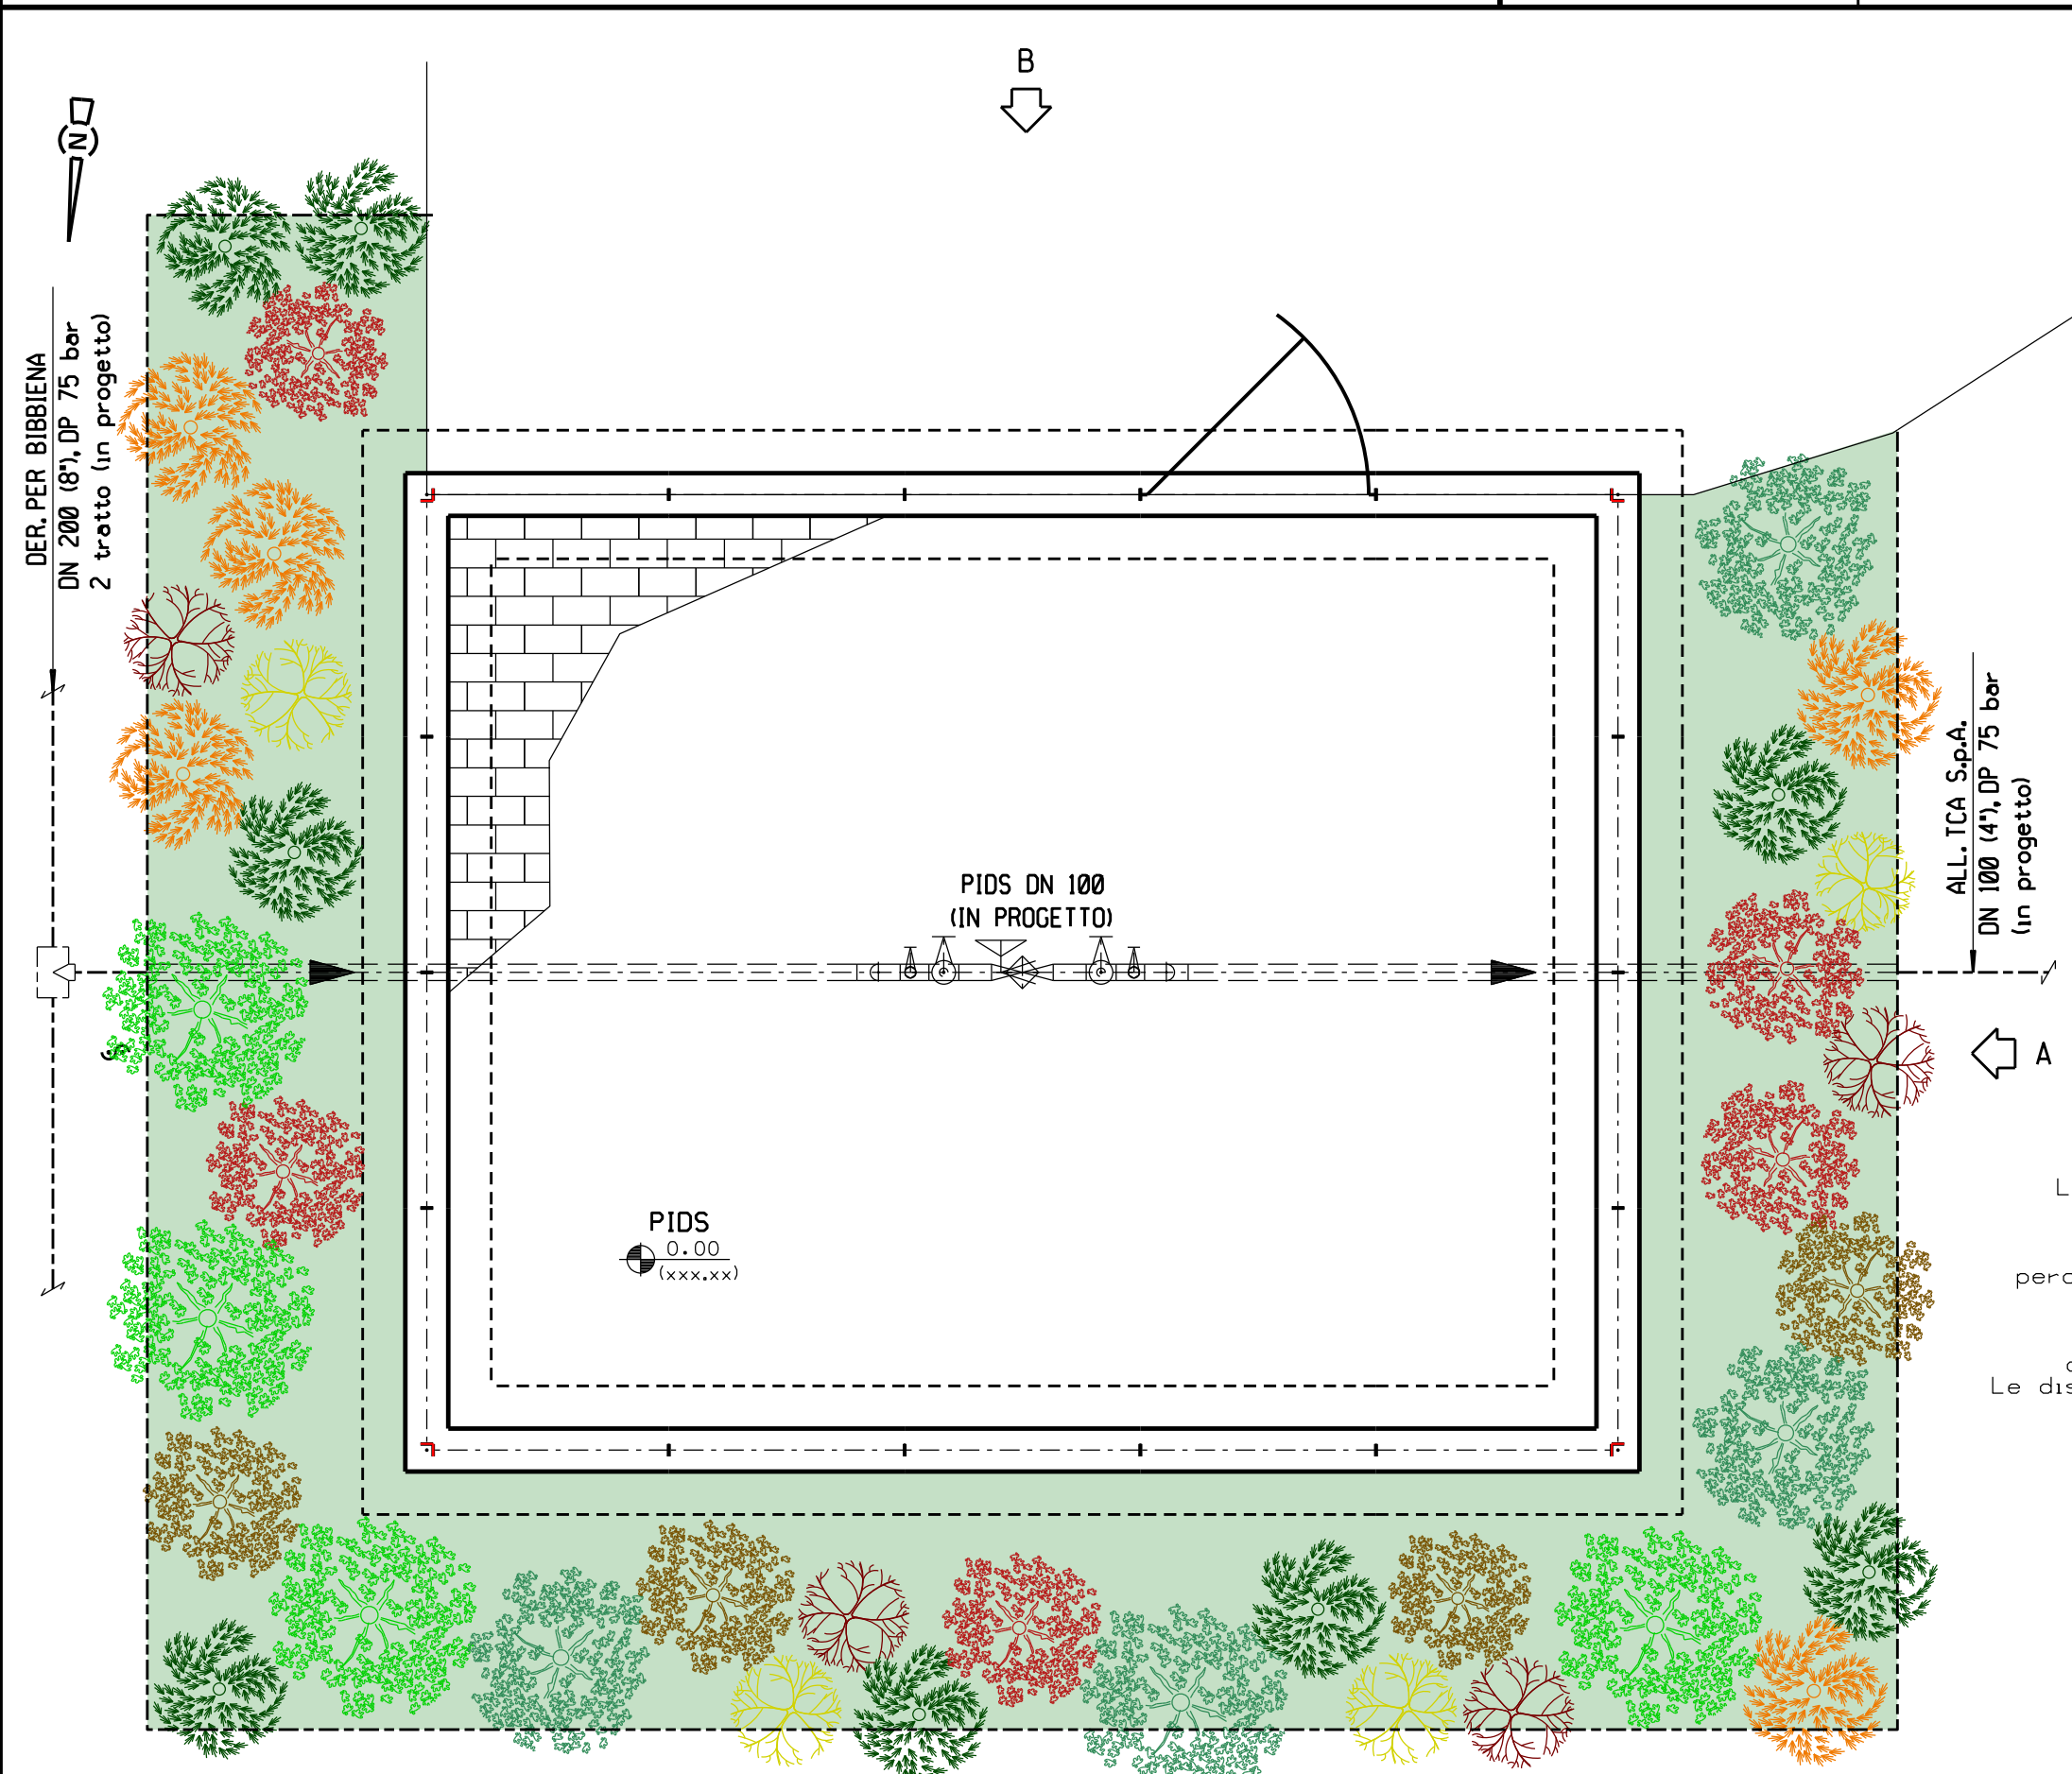 B
N
DER. PER BIBBIENA
DN 200 (8"), DP 75 bar
2 tratto (in progetto)
PIDS DN 100
(IN PROGETTO)
ALL. TCA S.p.A.
DN 100 (4"), DP 75 bar
(in progetto)
A
PIDS
0.00
(xxx.xx)
L
Le dis